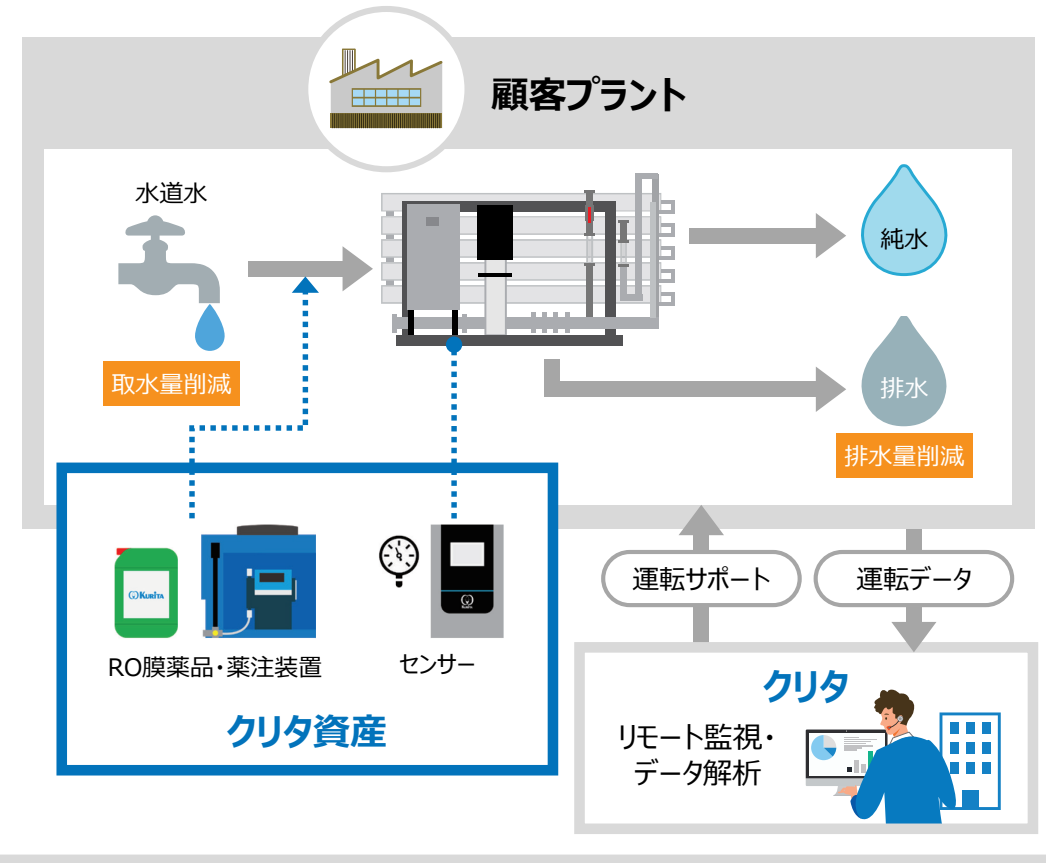 顧客プラント
水道水
純水
取水量削減
排水
排水量削減
KURITA
KURITA
RO膜薬品・薬注装置
センサー
クリタ資産
運転サポート
運転データ
クリタ
リモート監視・
データ解析